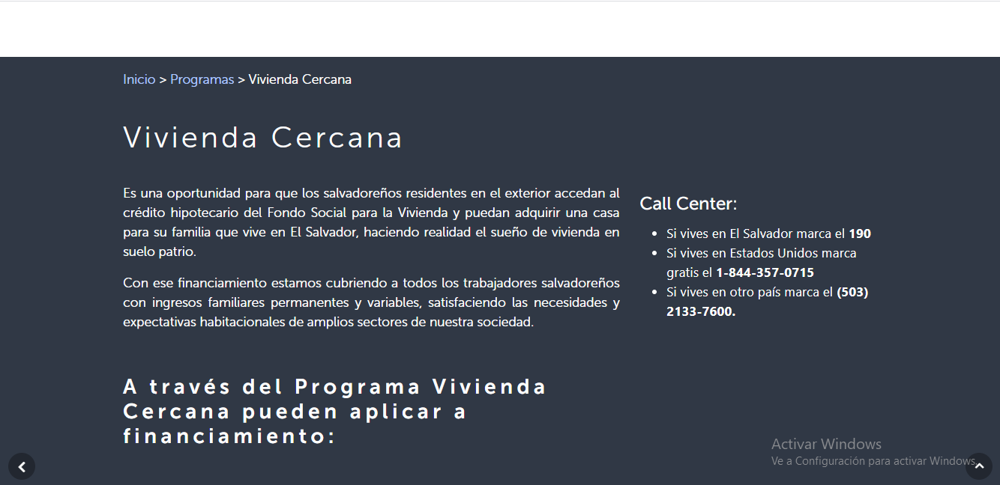 Inicio > Programas > Vivienda Cercana
Vivienda Cercana
Es una oportunidad para que los salvadoreños residentes en el exterior accedan al
crédito hipotecario del Fondo Social para la Vivienda y puedan adquirir una casa
para su familia que vive en El Salvador, haciendo realidad el sueño de vivienda en
suelo patrio.
Con ese financiamiento estamos cubriendo a todos los trabajadores salvadoreños
con ingresos familiares permanentes y variables, satisfaciendo las necesidades y
expectativas habitacionales de amplios sectores de nuestra sociedad.
A través del Programa Vivienda
Cercana pueden aplicar a
financiamiento:
Call Center:
Si vives en El Salvador marca el 190
Si vives en Estados Unidos marca
gratis el 1-844-357-0715
Si vives en otro país marca el (503)
2133-7600.
Activar Windows
Ve a Configuración para activar Windows.